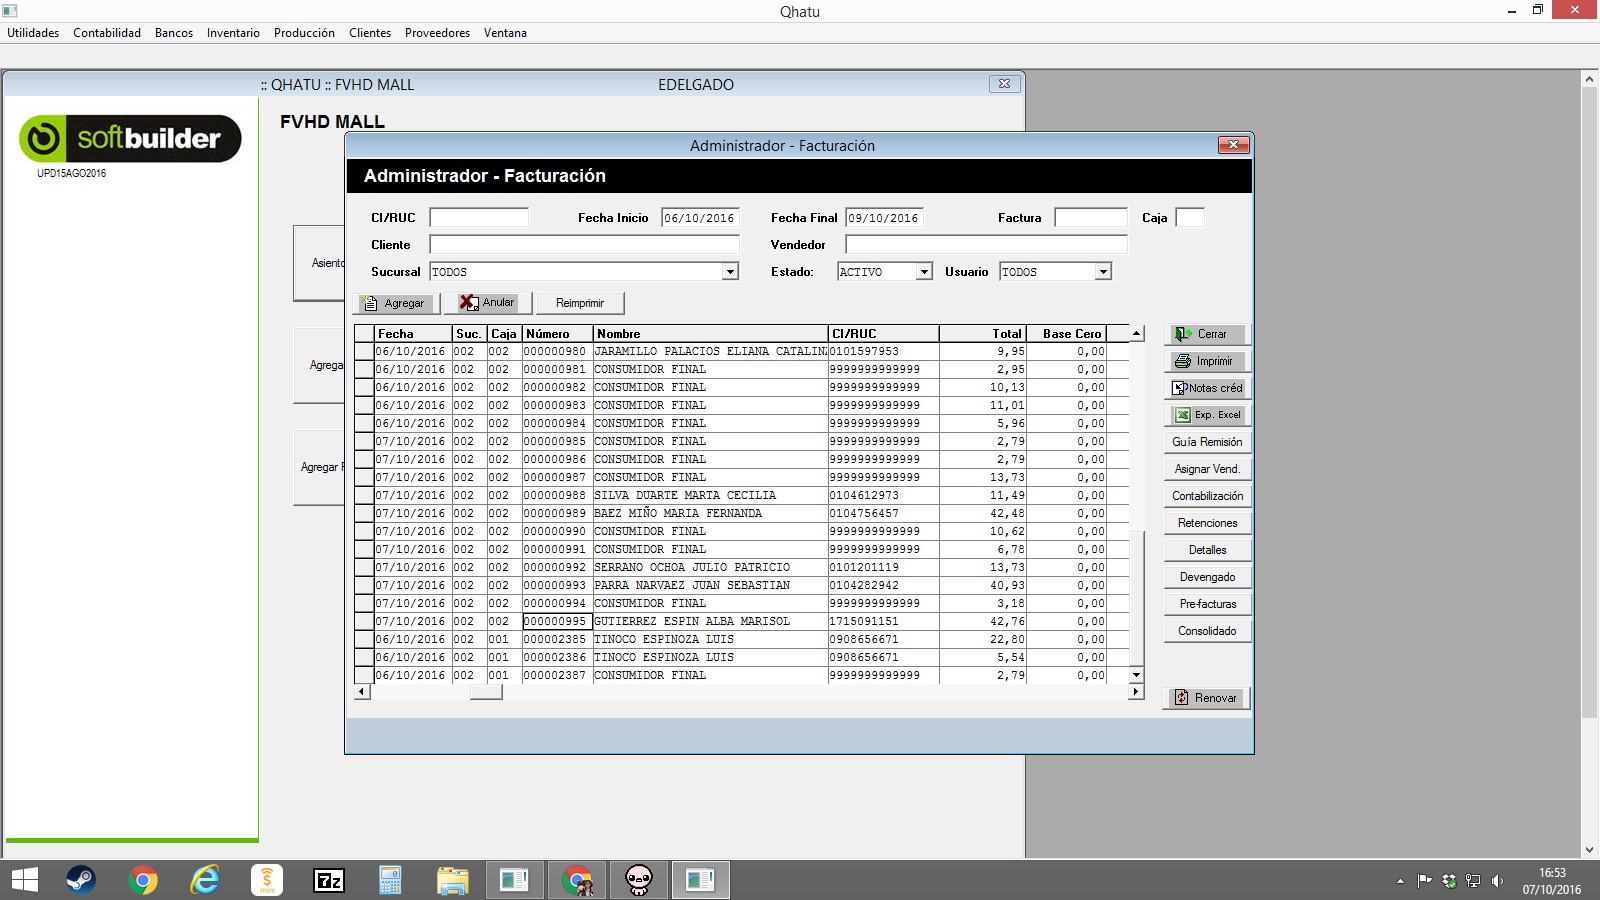 Qhatu
Utilidades Contabilidad Bancos Inventario Producción Clientes Proveedores Ventana
:: QHATU :: FVHD MALL EDELGADO
softbuilder
UPD15AGO2016
FVHD MALL
Asiento
Agrega
Agregar F
Administrador - Facturación
Administrador - Facturación
CI/RUC Fecha Inicio 06/10/2016 Fecha Final 09/10/2016 Factura Caja
Cliente Vendedor
Sucursal TODOS Estado: ACTIVO Usuario TODOS
Agregar Anular Reimprimir
Fecha Suc. Caja Número Nombre CI/RUC Total Base Cero
06/10/2016 002 002 000000980 JARAMILLO PALACIOS ELIANA CATALINA 0101597953 9,95 0,00
06/10/2016 002 002 000000981 CONSUMIDOR FINAL 9999999999999 2,95 0,00
06/10/2016 002 002 000000982 CONSUMIDOR FINAL 9999999999999 10,13 0,00
06/10/2016 002 002 000000983 CONSUMIDOR FINAL 9999999999999 11,01 0,00
06/10/2016 002 002 000000984 CONSUMIDOR FINAL 9999999999999 5,96 0,00
07/10/2016 002 002 000000985 CONSUMIDOR FINAL 9999999999999 2,79 0,00
07/10/2016 002 002 000000986 CONSUMIDOR FINAL 9999999999999 2,79 0,00
07/10/2016 002 002 000000987 CONSUMIDOR FINAL 9999999999999 13,73 0,00
07/10/2016 002 002 000000988 SILVA DUARTE MARTA CECILIA 0104612973 11,49 0,00
07/10/2016 002 002 000000989 BAEZ MIÑO MARIA FERNANDA 0104756457 42,48 0,00
07/10/2016 002 002 000000990 CONSUMIDOR FINAL 9999999999999 10,62 0,00
07/10/2016 002 002 000000991 CONSUMIDOR FINAL 9999999999999 6,78 0,00
07/10/2016 002 002 000000992 SERRANO OCHOA JULIO PATRICIO 0101201119 13,73 0,00
07/10/2016 002 002 000000993 PARRA NARVAEZ JUAN SEBASTIAN 0104282942 40,93 0,00
07/10/2016 002 002 000000994 CONSUMIDOR FINAL 9999999999999 3,18 0,00
07/10/2016 002 002 000000995 GUTIERREZ ESPIN ALBA MARISOL 1715091151 42,76 0,00
06/10/2016 002 001 000002385 TINOCO ESPINOZA LUIS 0908656671 22,80 0,00
06/10/2016 002 001 000002386 TINOCO ESPINOZA LUIS 0908656671 5,54 0,00
06/10/2016 002 001 000002387 CONSUMIDOR FINAL 9999999999999 2,79 0,00
Cerrar
Imprimir
Notas créd
Exp. Excel
Guía Remisión
Asignar Vend.
Contabilización
Retenciones
Detalles
Devengado
Pre-facturas
Consolidado
Renovar
store
7z
16:53
07/10/2016